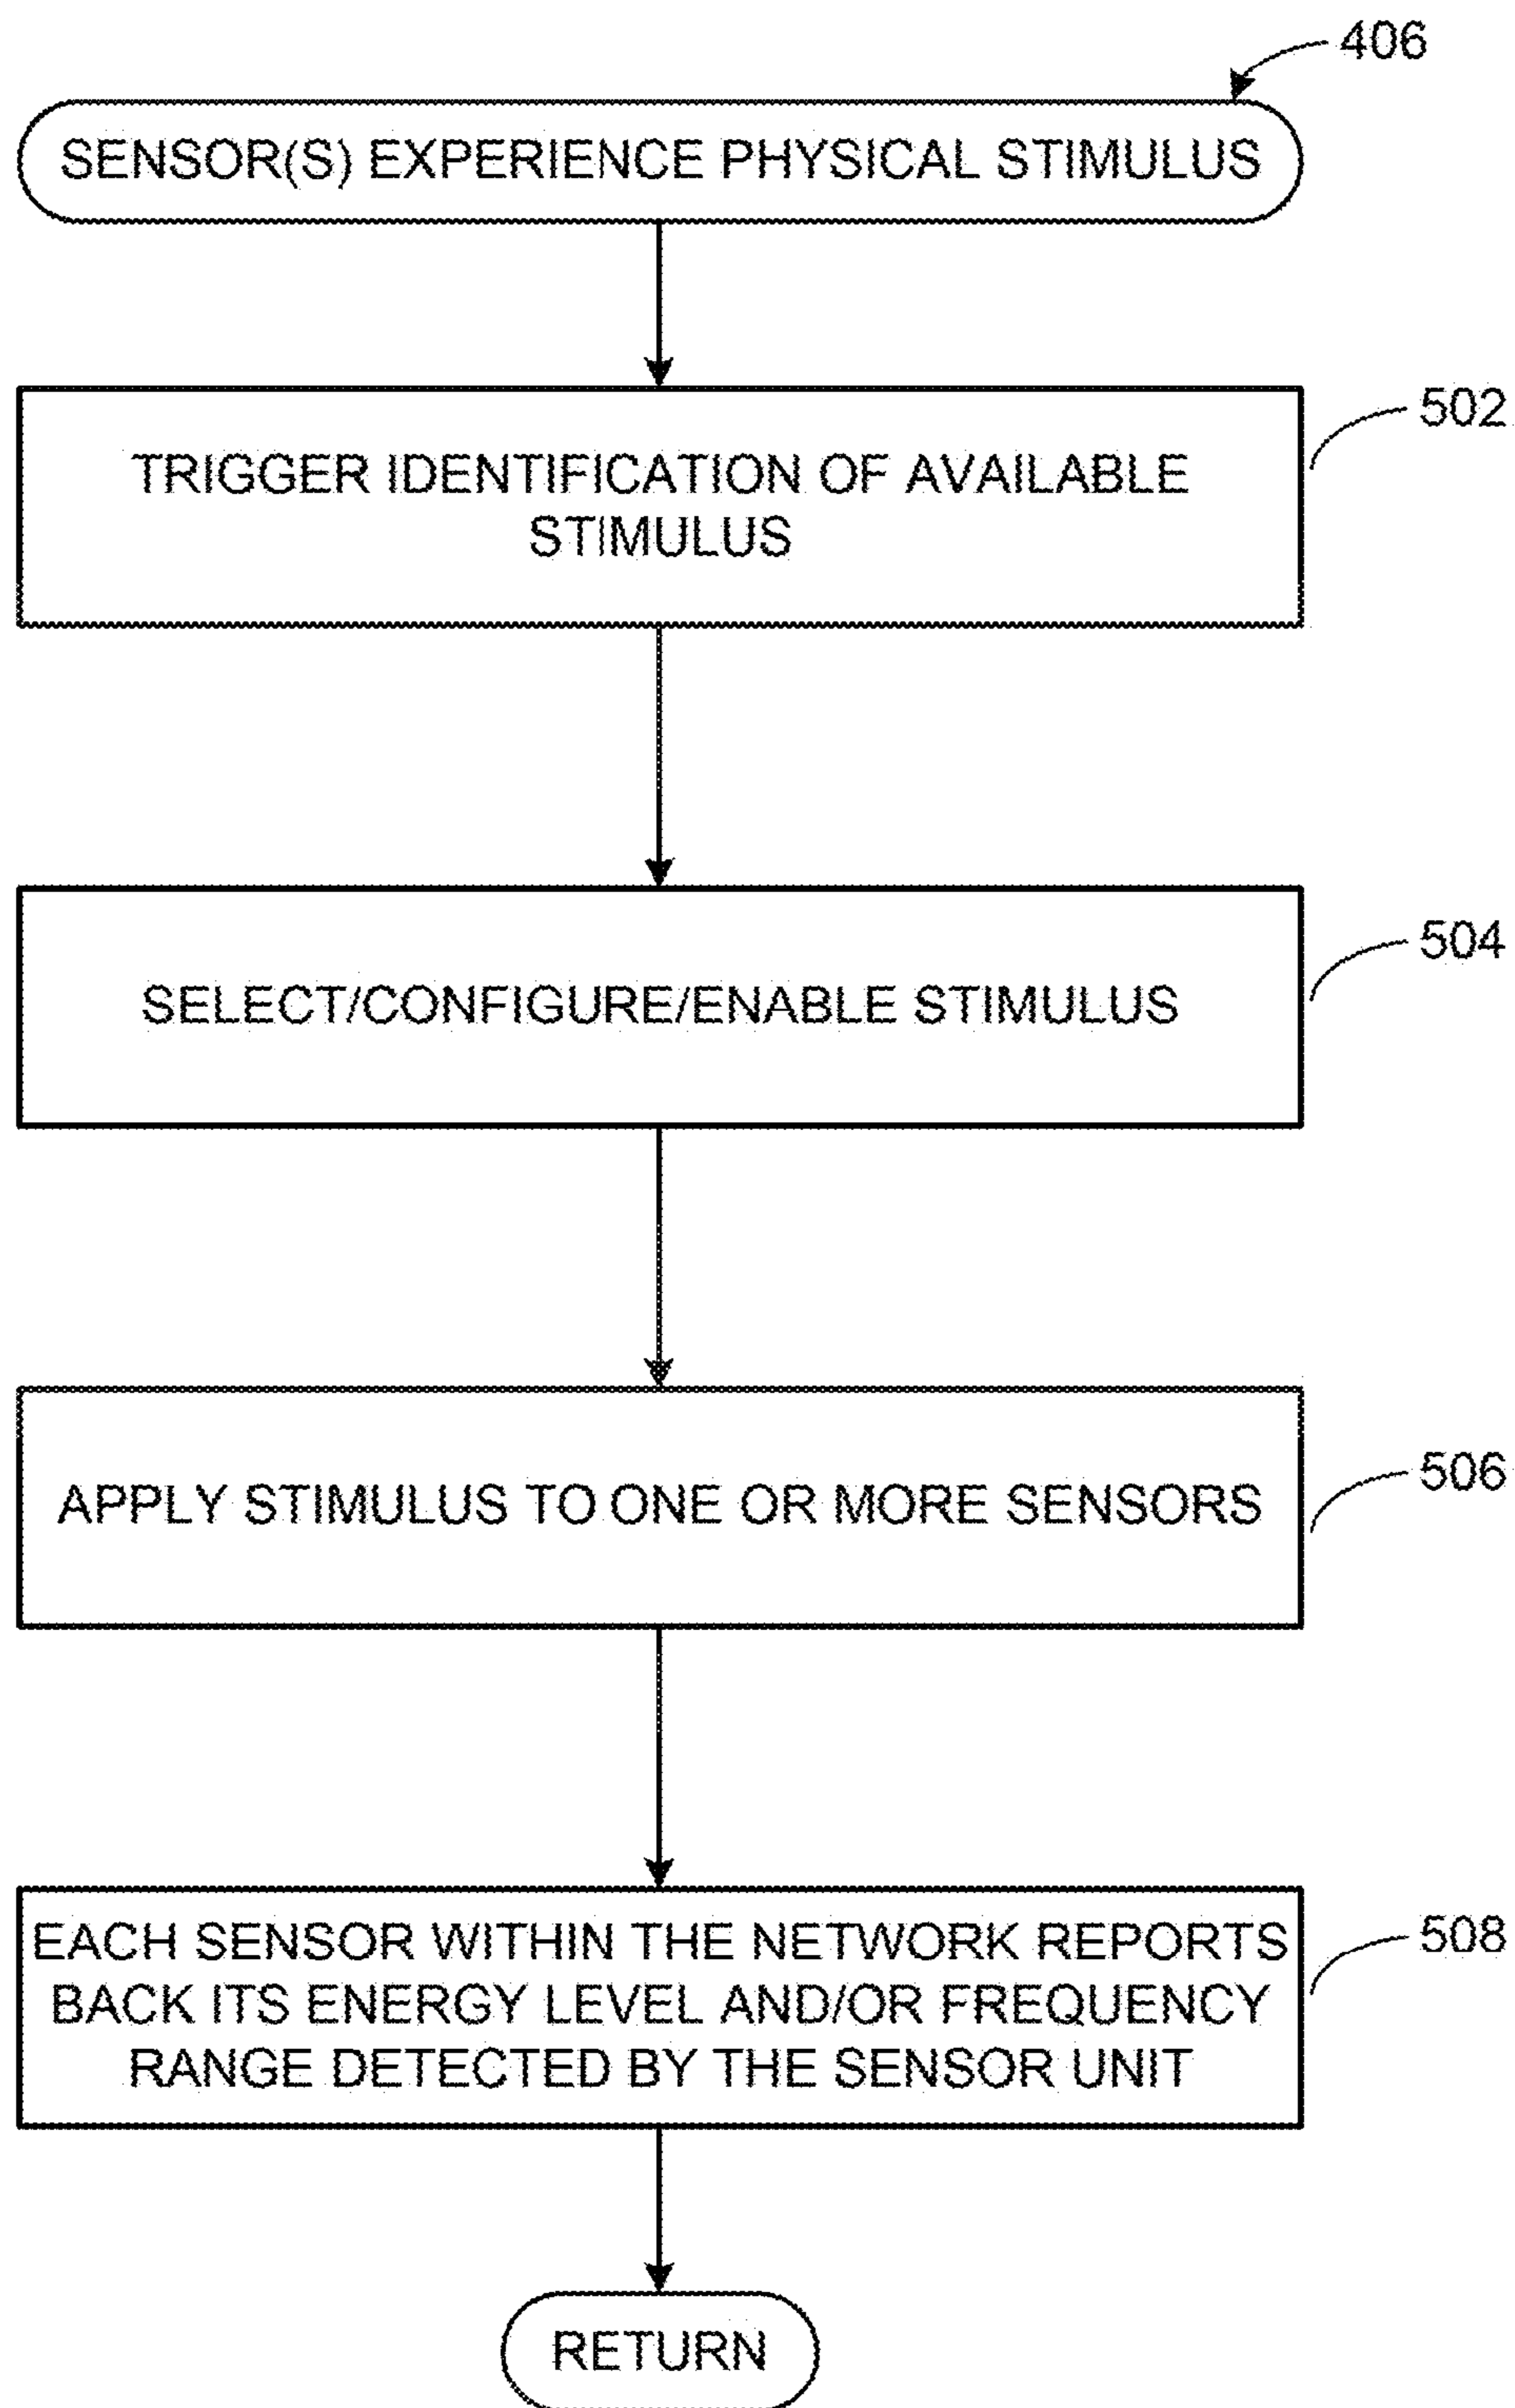 406
SENSOR(S) EXPERIENCE PHYSICAL STIMULUS
502
TRIGGER IDENTIFICATION OF AVAILABLE
STIMULUS
504
SELECT/CONFIGURE/ENABLE STIMULUS
506
APPLY STIMULUS TO ONE OR MORE SENSORS
508
EACH SENSOR WITHIN THE NETWORK REPORTS
BACK ITS ENERGY LEVEL AND/OR FREQUENCY
RANGE DETECTED BY THE SENSOR UNIT
RETURN